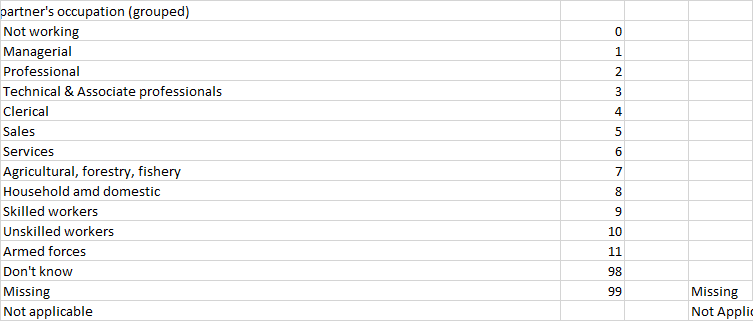 partner's occupation (grouped)
Not working 0
Managerial 1
Professional 2
Technical & Associate professionals 3
Clerical 4
Sales 5
Services 6
Agricultural, forestry, fishery 7
Household amd domestic 8
Skilled workers 9
Unskilled workers 10
Armed forces 11
Don't know 98
Missing 99 Missing
Not applicable Not Applic